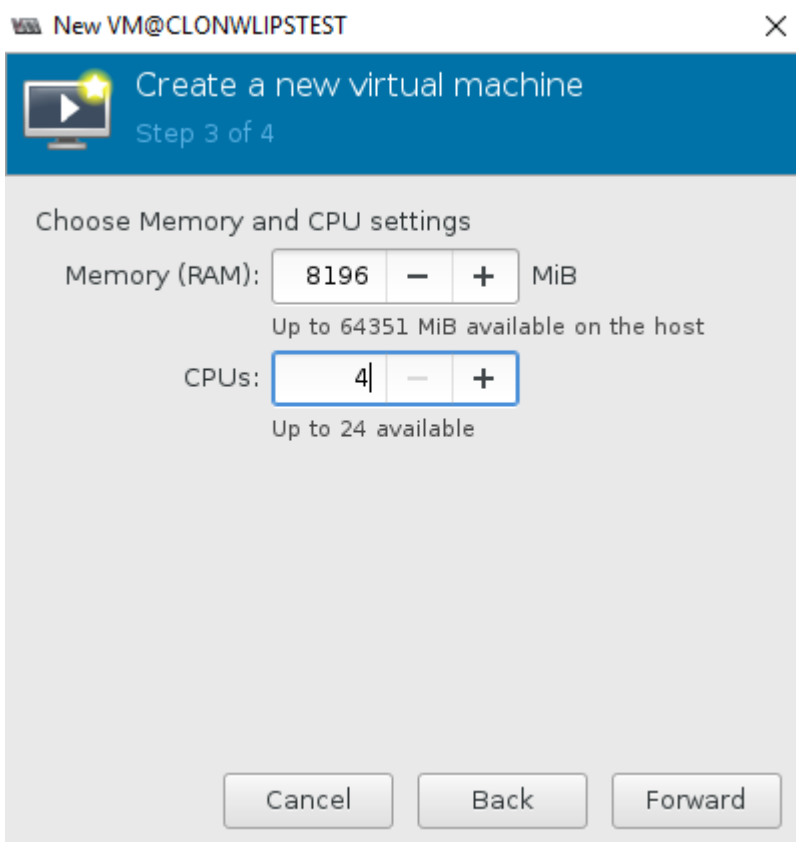 New VM@CLONWLIPSTEST
Create a new virtual machine
Step 3 of 4
Choose Memory and CPU settings
Memory (RAM): 8196 − + MiB
Up to 64351 MiB available on the host
CPUs: 4 − +
Up to 24 available
Cancel Back Forward